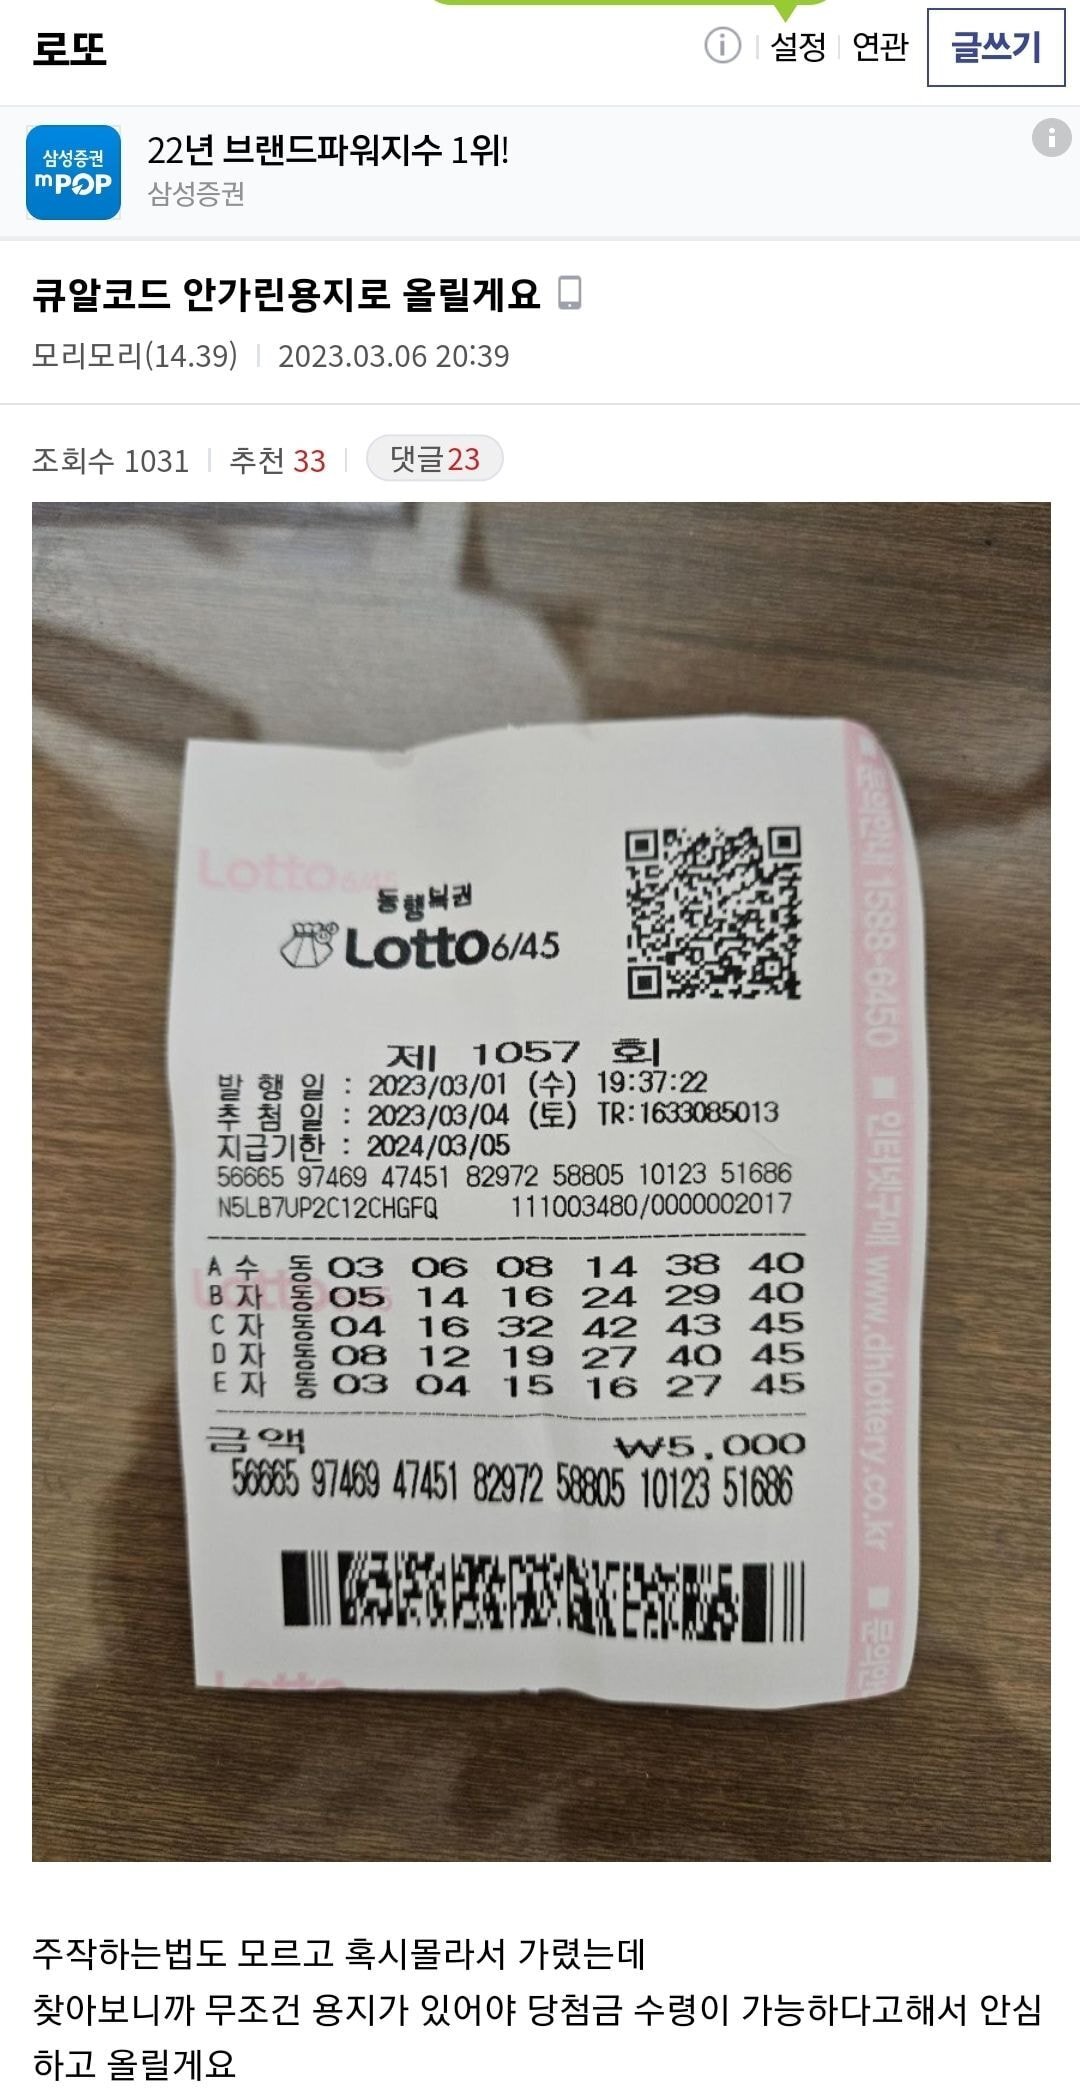 로또
설정
연관
글쓰기
삼성증권
mPOP
22년 브랜드파워지수 1위!
삼성증권
큐알코드 안가린용지로 올릴게요
모리모리(14.39) 2023.03.06 20:39
조회수 1031 추천 33 댓글 23
Lotto 6/45
동행복권
Lotto 6/45
제 1057 회
발 행 일 : 2023/03/01 (수) 19:37:22
추 첨 일 : 2023/03/04 (토) TR:1633085013
지급기한 : 2024/03/05
56665 97469 47451 82972 58805 10123 51686
N5LB7UP2C12CHGFQ 111003480/0000002017
Lotto 6/45
A 수 동 03 06 08 14 38 40
B 자 동 05 14 16 24 29 40
C 자 동 04 16 32 42 43 45
D 자 동 08 12 19 27 40 45
E 자 동 03 04 15 16 27 45
금액 ₩5,000
56665 97469 47451 82972 58805 10123 51686
Lotto
■ 문의안내 1588-6450 ■ 인터넷구매 www.dhlottery.co.kr ■ 문의안
주작하는법도 모르고 혹시몰라서 가렸는데
찾아보니까 무조건 용지가 있어야 당첨금 수령이 가능하다고해서 안심
하고 올릴게요